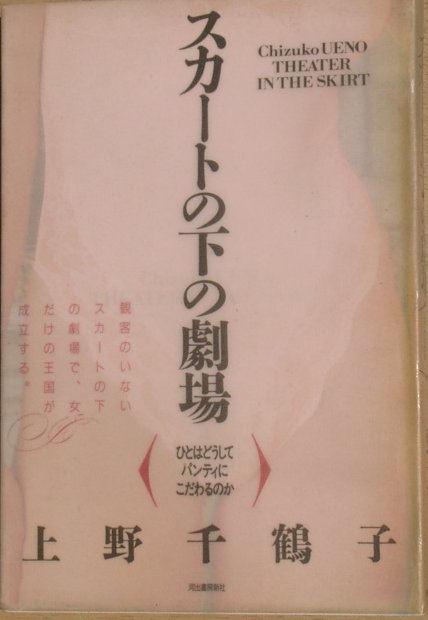 スカートの下の劇場
Chizuko UENO
THEATER
IN THE SKIRT
観客のいない
スカートの下
の劇場で、女
だけの王国が
成立する。
ひとはどうして
パンティに
こだわるのか
上野千鶴子
河出書房新社